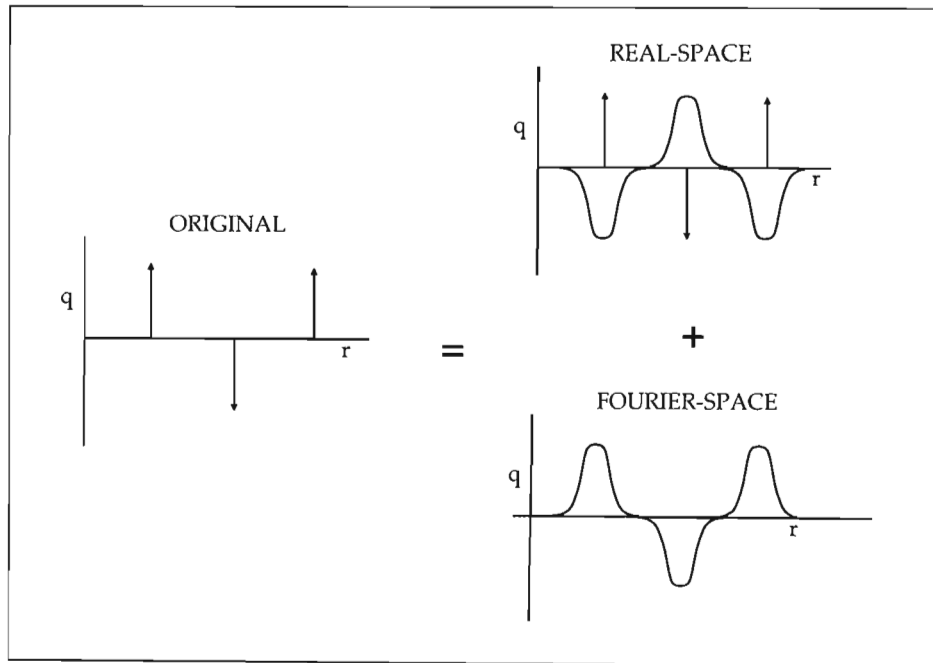 ORIGINAL
q
r
=
REAL-SPACE
q
r
+
FOURIER-SPACE
q
r